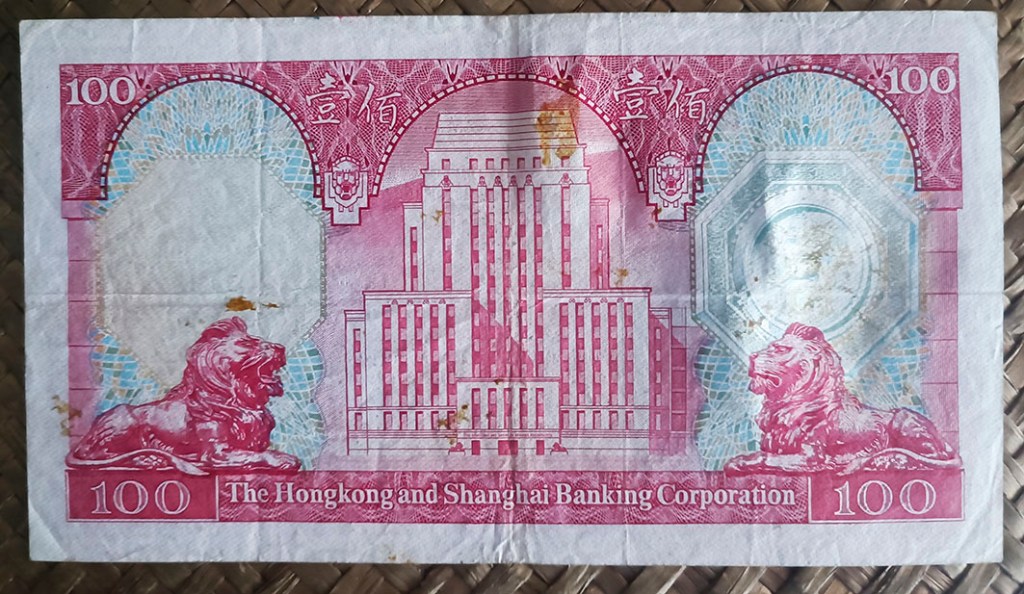 100 壹佰 壹佰 100
100 The Hongkong and Shanghai Banking Corporation 100